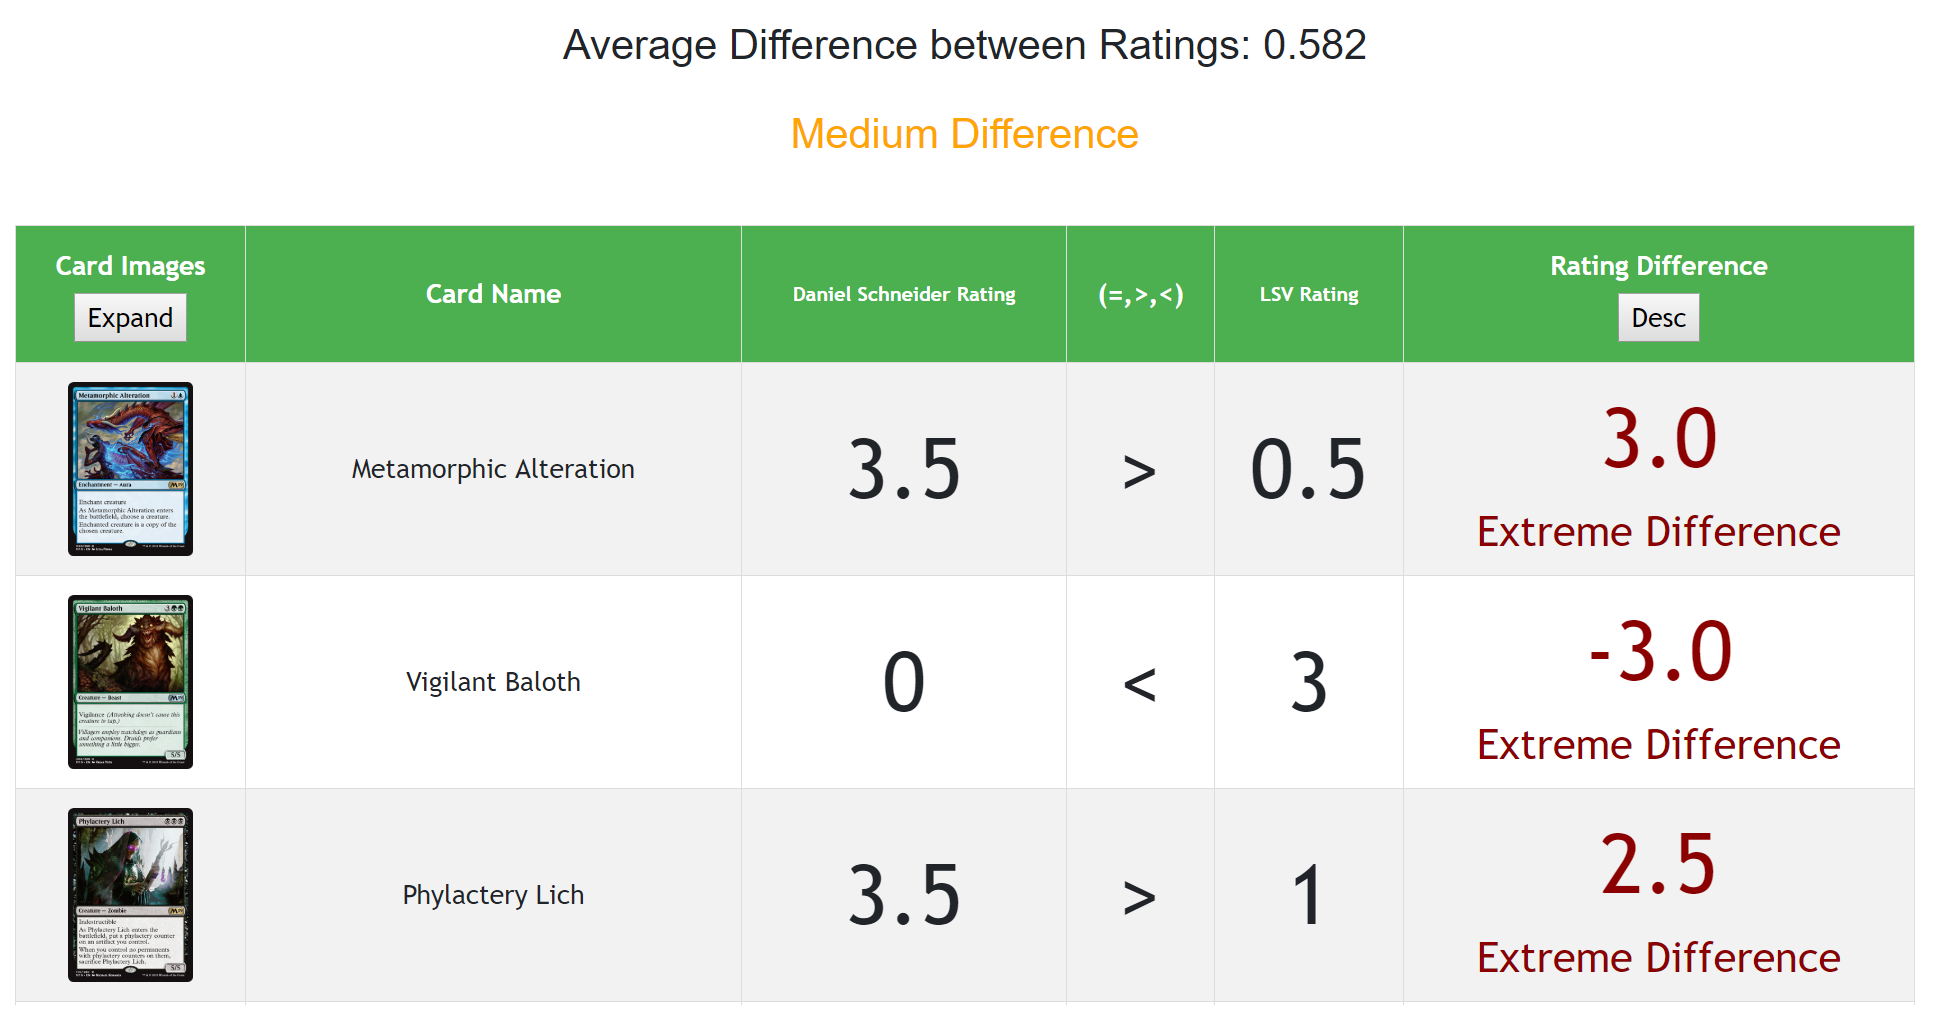 Average Difference between Ratings: 0.582
Medium Difference
Card Images
Expand
Card Name
Daniel Schneider Rating
(=,>,<)
LSV Rating
Rating Difference
Desc
Metamorphic Alteration
Enchantment — Aura
Enchant creature
As Metamorphic Alteration enters
the battlefield, choose a creature.
Enchanted creature is a copy of the
chosen creature.
Metamorphic Alteration
3.5
>
0.5
3.0
Extreme Difference
Vigilant Baloth
3
Creature — Beast
Vigilance (Attacking doesn't cause this
creature to tap.)
Villagers employ watchdogs as guardians
and companions. Druids prefer
something a little bigger.
5/5
Vigilant Baloth
0
<
3
-3.0
Extreme Difference
Phylactery Lich
Creature — Zombie
Indestructible
As Phylactery Lich enters the
battlefield, put a phylactery counter
on an artifact you control.
When you control no permanents
with phylactery counters on them,
sacrifice Phylactery Lich.
5/5
Phylactery Lich
3.5
>
1
2.5
Extreme Difference